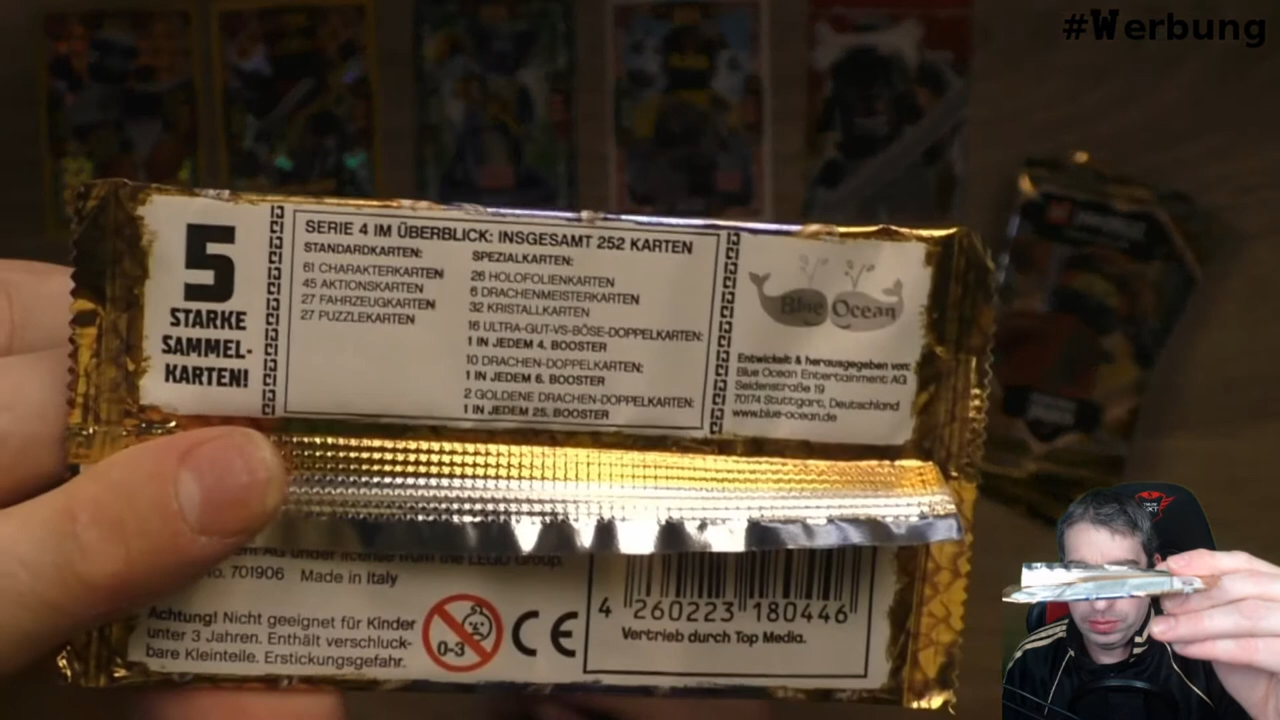 #Werbung
5
STARKE
SAMMEL-
KARTEN!
SERIE 4 IM ÜBERBLICK: INSGESAMT 252 KARTEN
STANDARDKARTEN:
61 CHARAKTERKARTEN
45 AKTIONSKARTEN
27 FAHRZEUGKARTEN
27 PUZZLEKARTEN
SPEZIALKARTEN:
26 HOLOFOLIENKARTEN
6 DRACHENMEISTERKARTEN
32 KRISTALLKARTEN
16 ULTRA-GUT-VS-BÖSE-DOPPELKARTEN:
1 IN JEDEM 4. BOOSTER
10 DRACHEN-DOPPELKARTEN:
1 IN JEDEM 6. BOOSTER
2 GOLDENE DRACHEN-DOPPELKARTEN:
1 IN JEDEM 25. BOOSTER
Blue Ocean
Entwickelt & herausgegeben von:
Blue Ocean Entertainment AG
Seidenstraße 19
70174 Stuttgart, Deutschland
www.blue-ocean.de
AG under license from the LEGO Group.
No. 701906 Made in Italy
Achtung! Nicht geeignet für Kinder
unter 3 Jahren. Enthält verschluck-
bare Kleinteile. Erstickungsgefahr.
0-3
CE
4 260223 180446
Vertrieb durch Top Media.